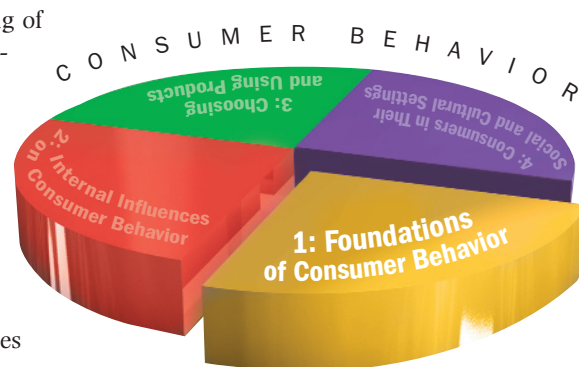 ng of
-
CONSUMER BEHAVIOR
3: Choosing
and Using Products
4: Consumers in Their
Social and Cultural Settings
2: Internal Influences
on Consumer Behavior
1: Foundations
of Consumer Behavior
es